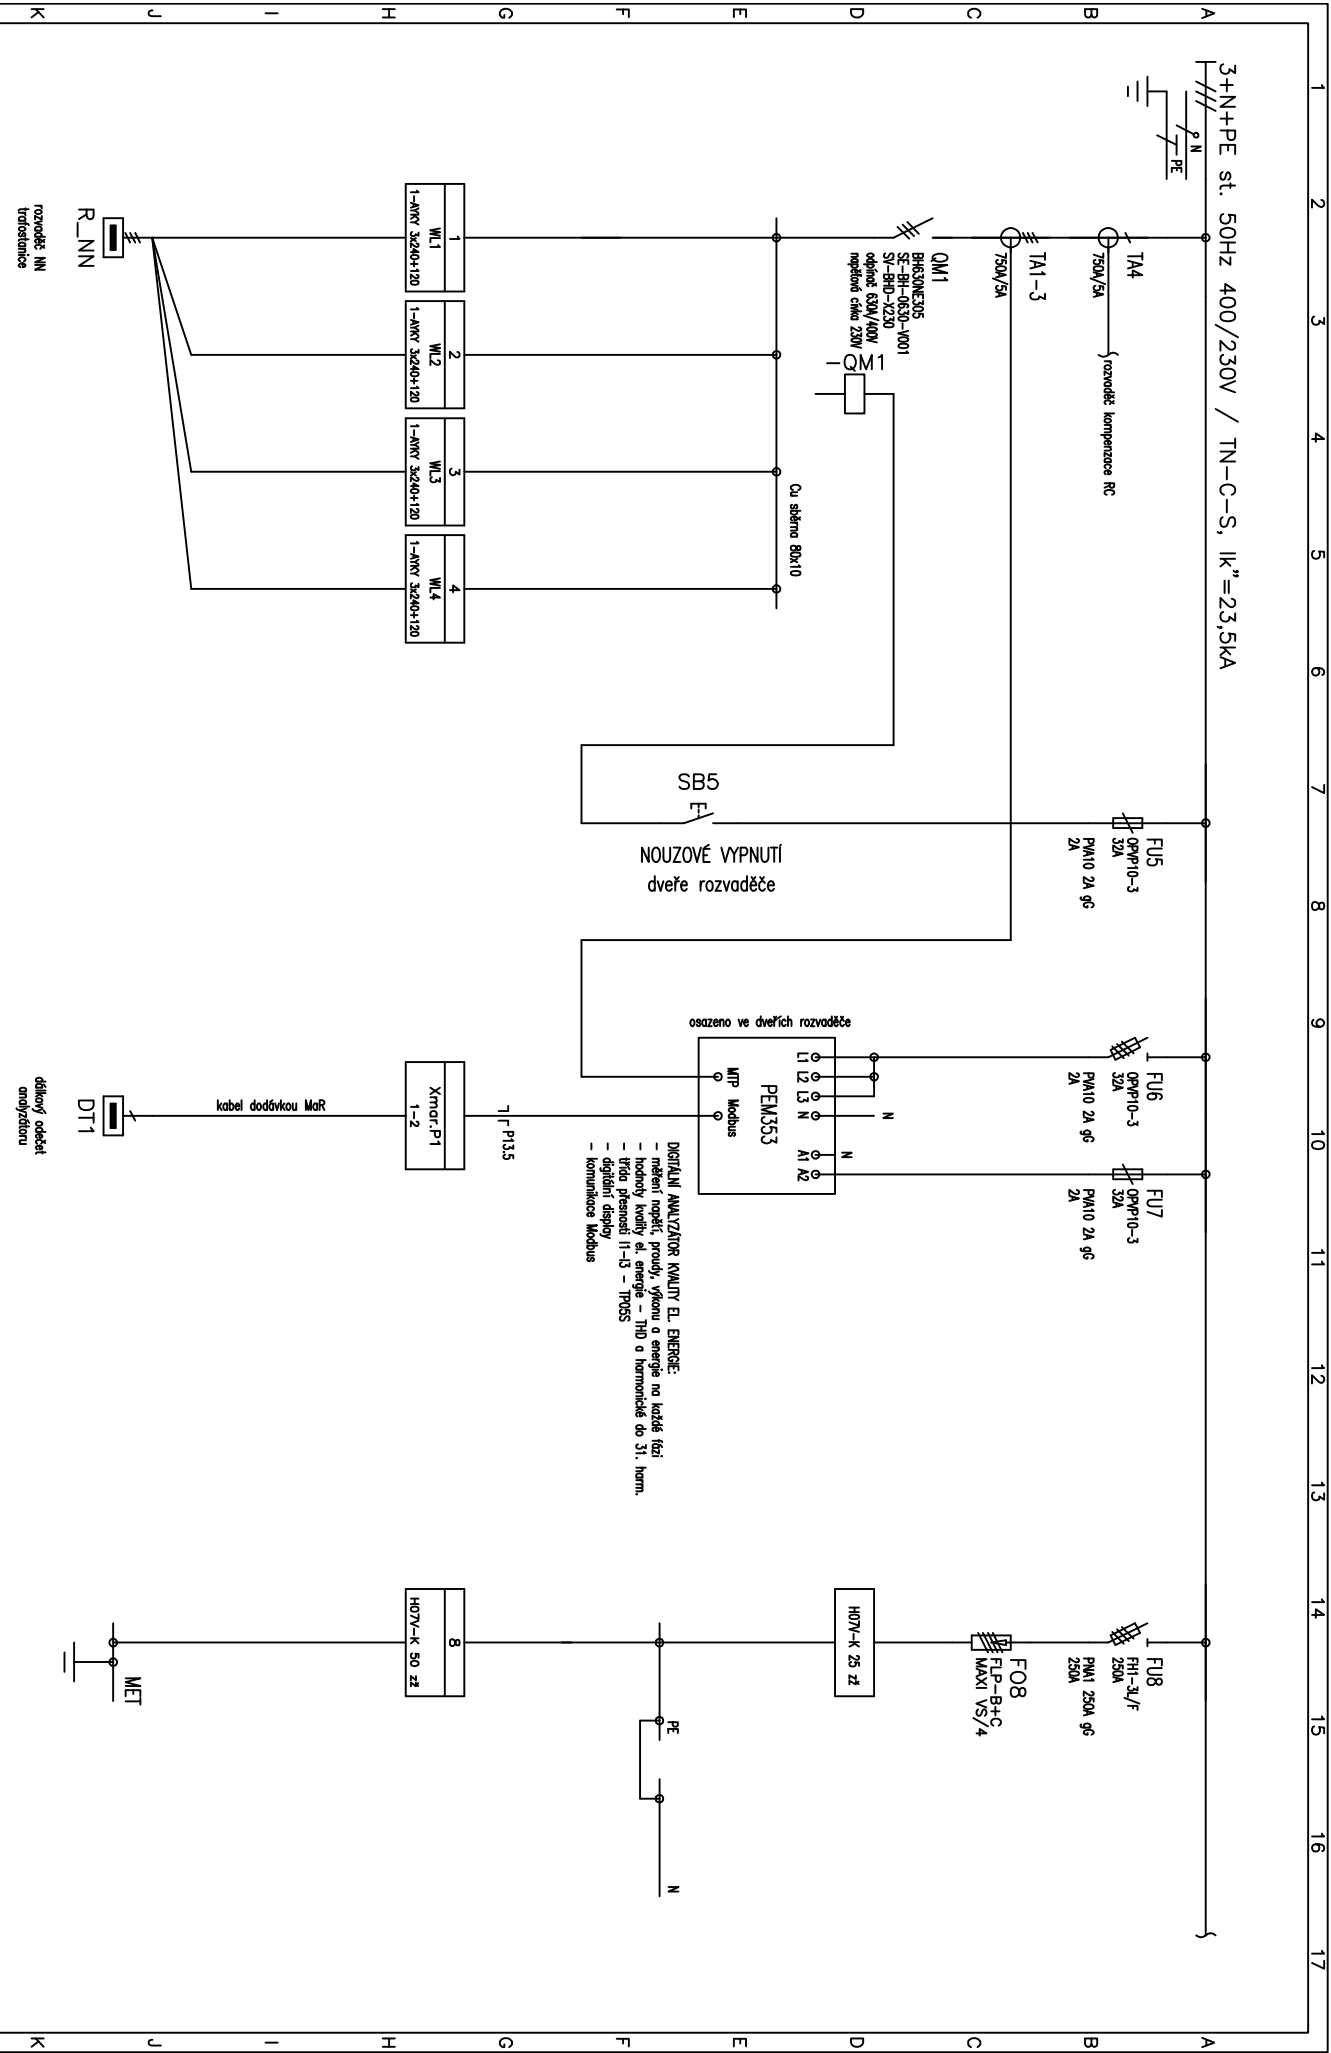 1 2 3 4 5 6 7 8 9 10 11 12 13 14 15 16 17
A
B
C
D
E
F
G
H
I
J
K
A
B
C
D
E
F
G
H
I
J
K
3+N+PE st. 50Hz 400/230V / TN-C-S, Ik"=23,5kA
N
PE
TA4
750A/5A
rozvaděč kompenzace RC
TA1-3
750A/5A
QM1
BH630NE305
SE-BH-0630-V001
SV-BHD-X230
odpínač 630A/400V
napěťová cívka 230V
-QM1
Cu sběrna 80x10
1
WL1
1-AYKY 3x240+120
2
WL2
1-AYKY 3x240+120
3
WL3
1-AYKY 3x240+120
4
WL4
1-AYKY 3x240+120
R_NN
rozvaděč NN
trafostanice
FU5
OPVP10-3
32A
PVA10 2A gG
2A
SB5
NOUZOVÉ VYPNUTÍ
dveře rozvaděče
FU6
OPVP10-3
32A
PVA10 2A gG
2A
FU7
OPVP10-3
32A
PVA10 2A gG
2A
osazeno ve dveřích rozvaděče
N
N
L1 L2 L3 N A1 A2
PEM353
MTP Modbus
DIGITÁLNÍ ANALYZÁTOR KVALITY EL. ENERGIE:
- měření napětí, proudy, výkonu a energie na každé fázi
- hodnoty kvality el. energie - THD a harmonické do 31. harm.
- třída přesnosti I1-I3 - TP05S
- digitální display
- komunikace Modbus
P13.5
Xmar.P1
1-2
kabel dodávkou MaR
DT1
dálkový odečet
analyzátoru
FU8
FH1-3L/F
250A
PNA1 250A gG
250A
FO8
FLP-B+C
MAXI VS/4
H07V-K 25 zž
PE
N
8
H07V-K 50 zž
MET